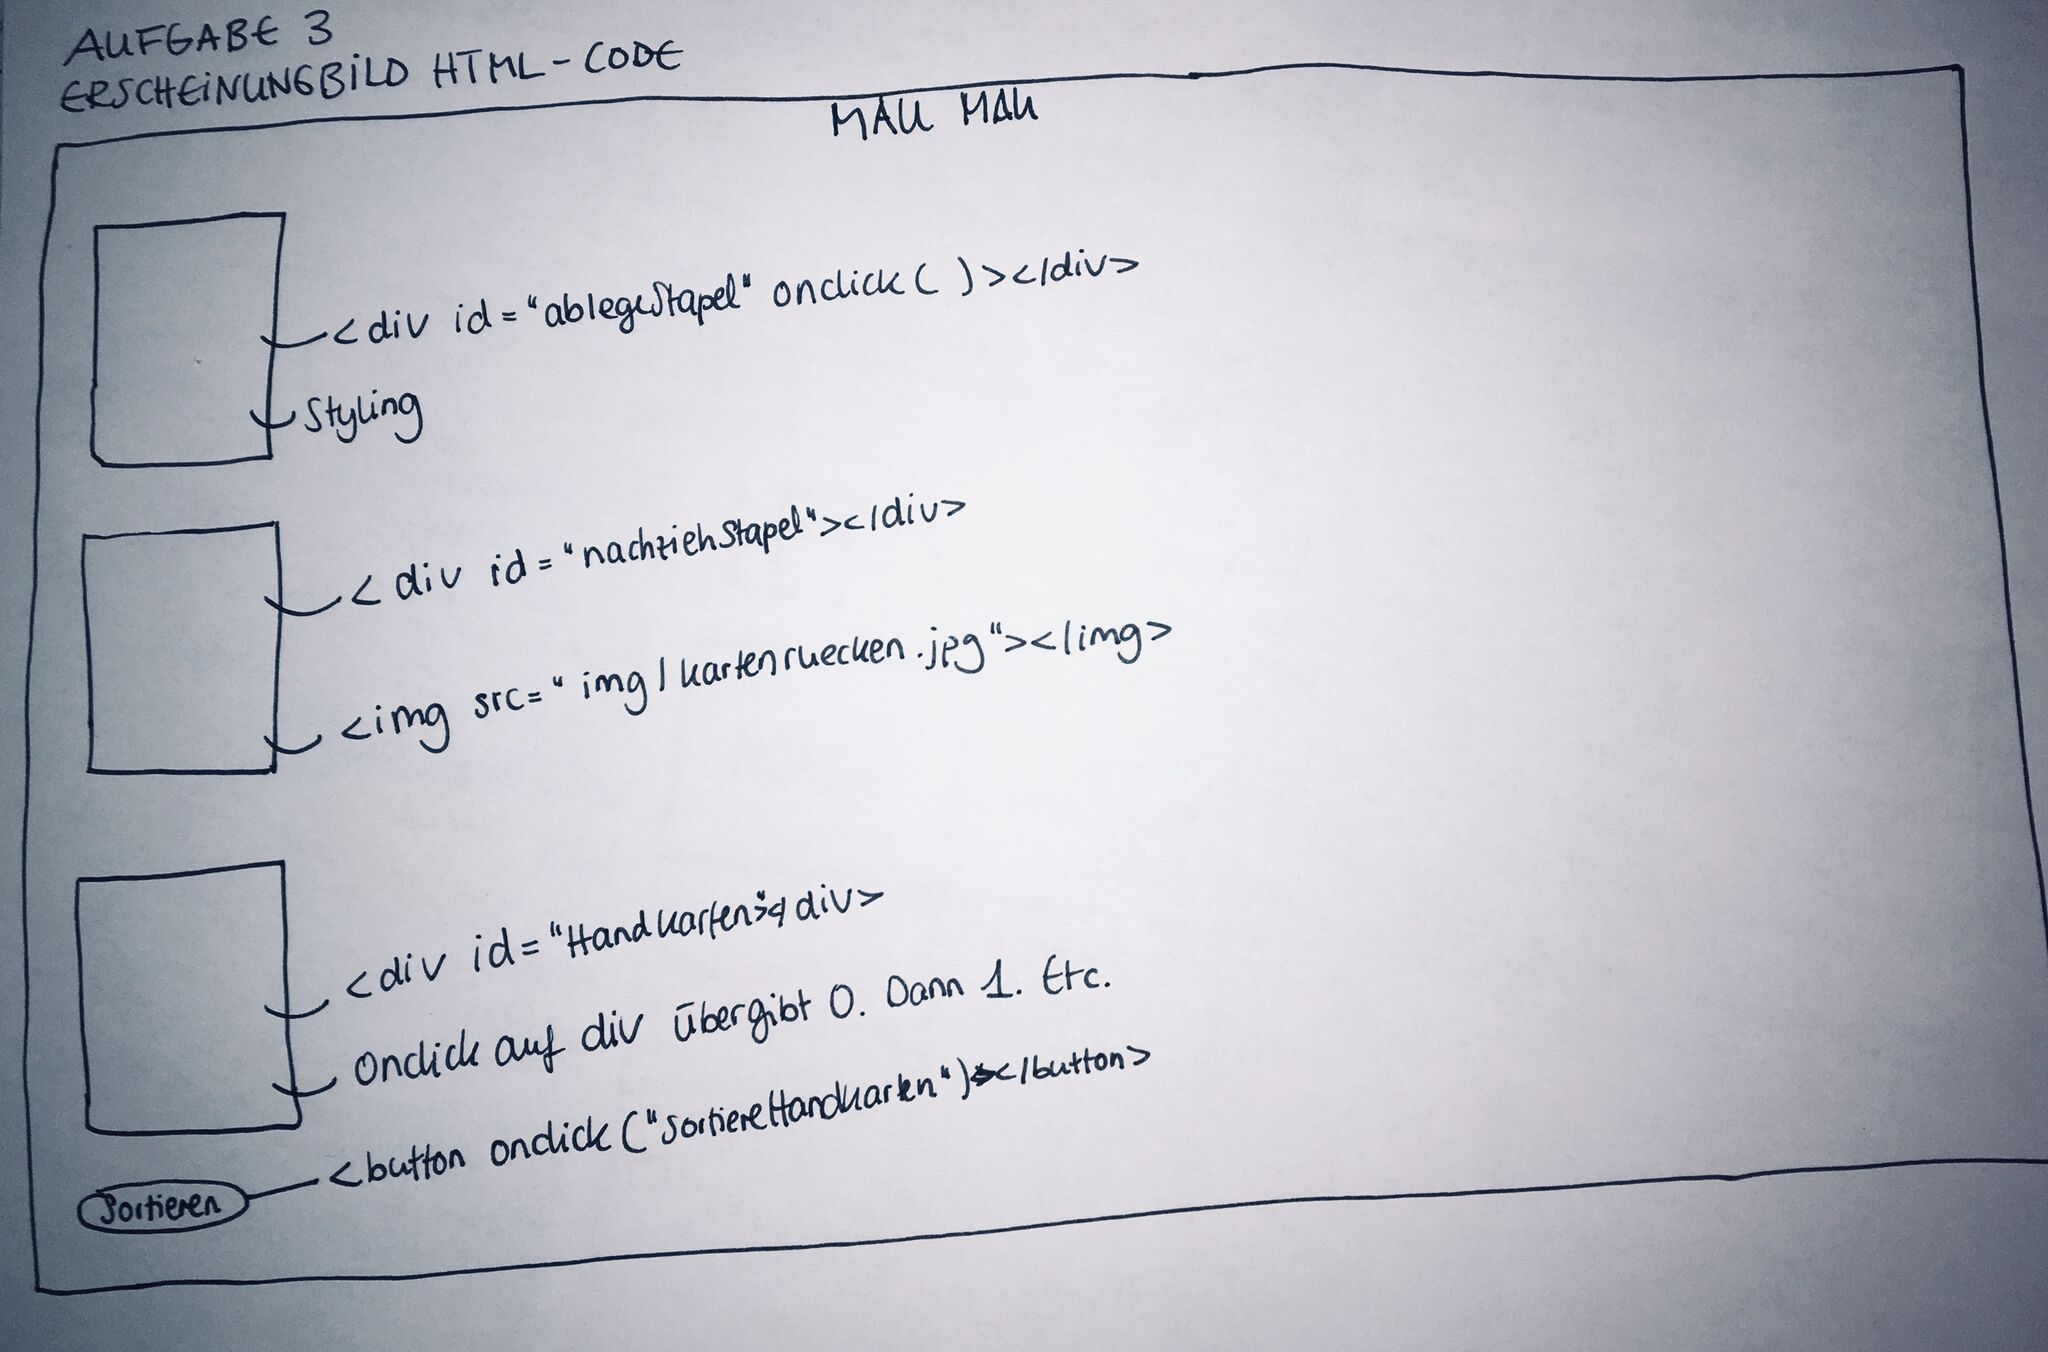 AUFGABE 3
ERSCHEINUNGBILD HTML-CODE
MAU MAU
<div id="ablegeStapel" onclick( )></div>
Styling
<div id="nachziehStapel"></div>
<img src="img/kartenruecken.jpg"></img>
<div id="Handkarten"></div>
Onclick auf div übergibt 0. Dann 1. Etc.
<button onclick("sortiereHandkarten")></button>
Sortieren